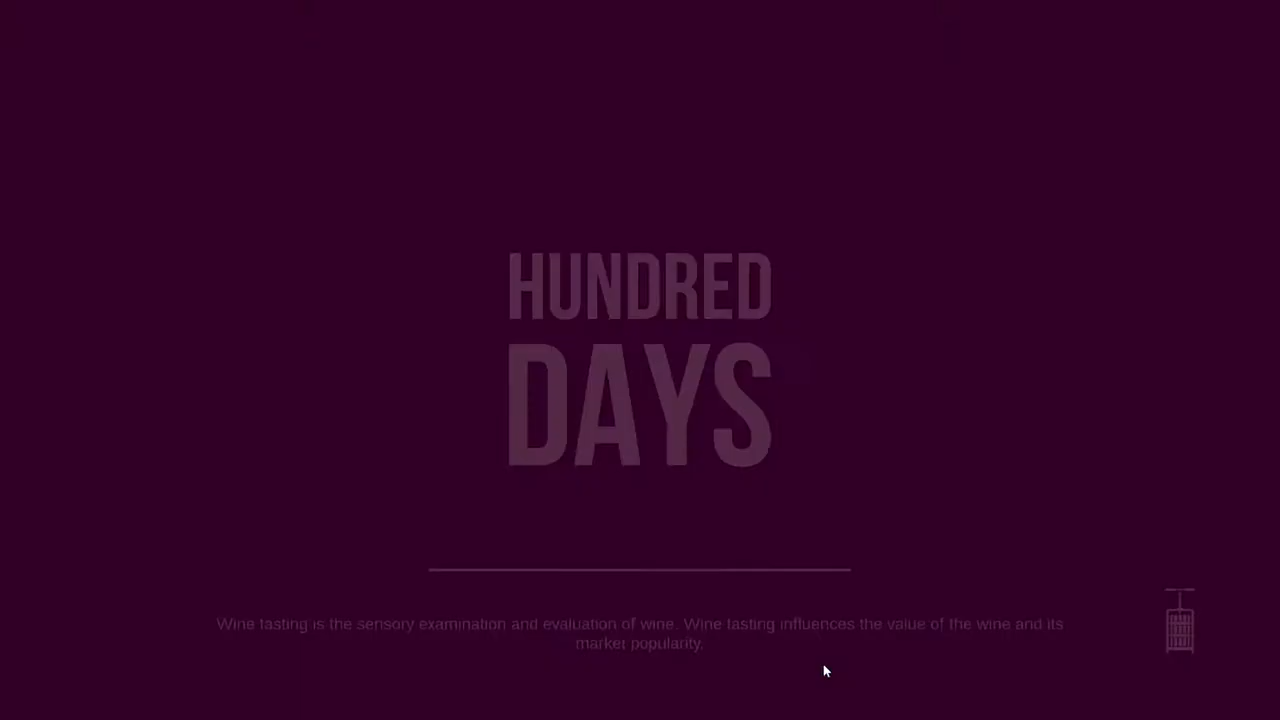 HUNDRED
DAYS
Wine tasting is the sensory examination and evaluation of wine. Wine tasting influences the value of the wine and its
market popularity.